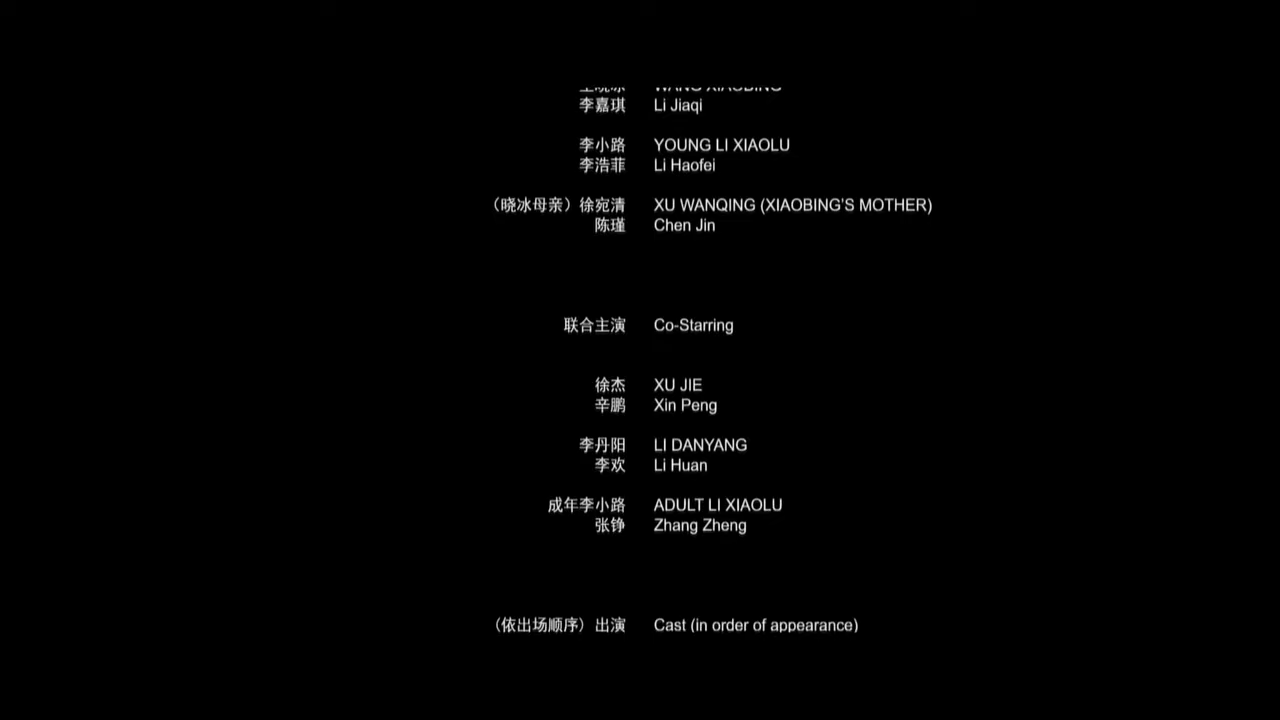 李嘉琪 Li Jiaqi
李小路 YOUNG LI XIAOLU
李浩菲 Li Haofei
（晓冰母亲）徐宛清 XU WANQING (XIAOBING'S MOTHER)
陈瑾 Chen Jin
联合主演 Co-Starring
徐杰 XU JIE
辛鹏 Xin Peng
李丹阳 LI DANYANG
李欢 Li Huan
成年李小路 ADULT LI XIAOLU
张铮 Zhang Zheng
（依出场顺序）出演 Cast (in order of appearance)